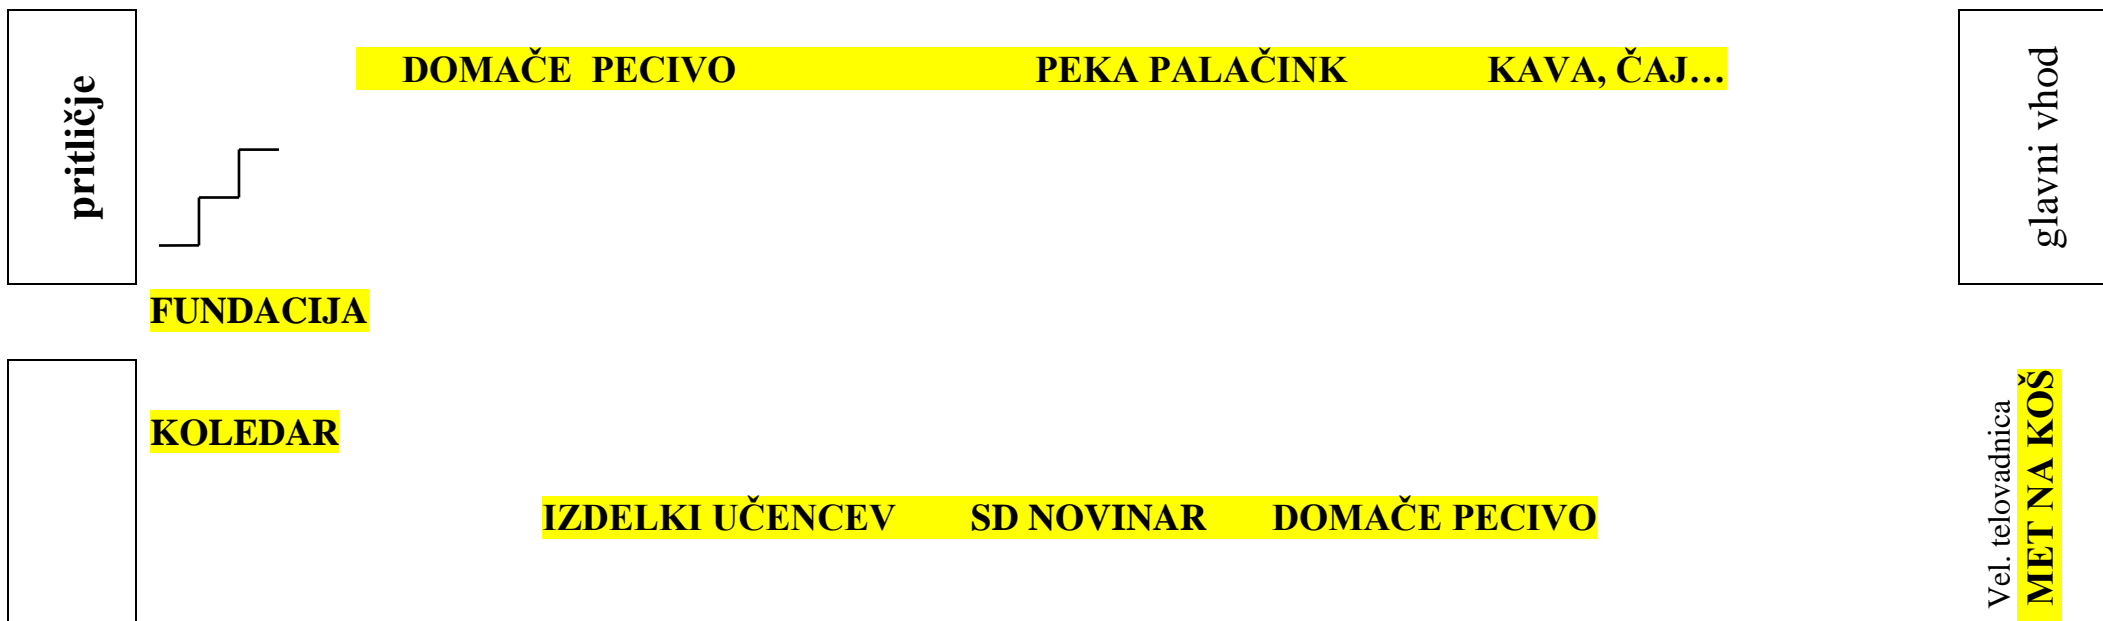 pritličje
DOMAČE PECIVO PEKA PALAČINK KAVA, ČAJ…
glavni vhod
FUNDACIJA
KOLEDAR
IZDELKI UČENCEV SD NOVINAR DOMAČE PECIVO
Vel. telovadnica
MET NA KOŠ